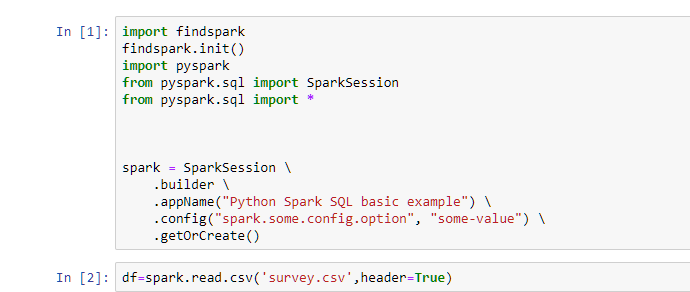 In [1]: import findspark
findspark.init()
import pyspark
from pyspark.sql import SparkSession
from pyspark.sql import *
spark = SparkSession \
    .builder \
    .appName("Python Spark SQL basic example") \
    .config("spark.some.config.option", "some-value") \
    .getOrCreate()
In [2]: df=spark.read.csv('survey.csv',header=True)